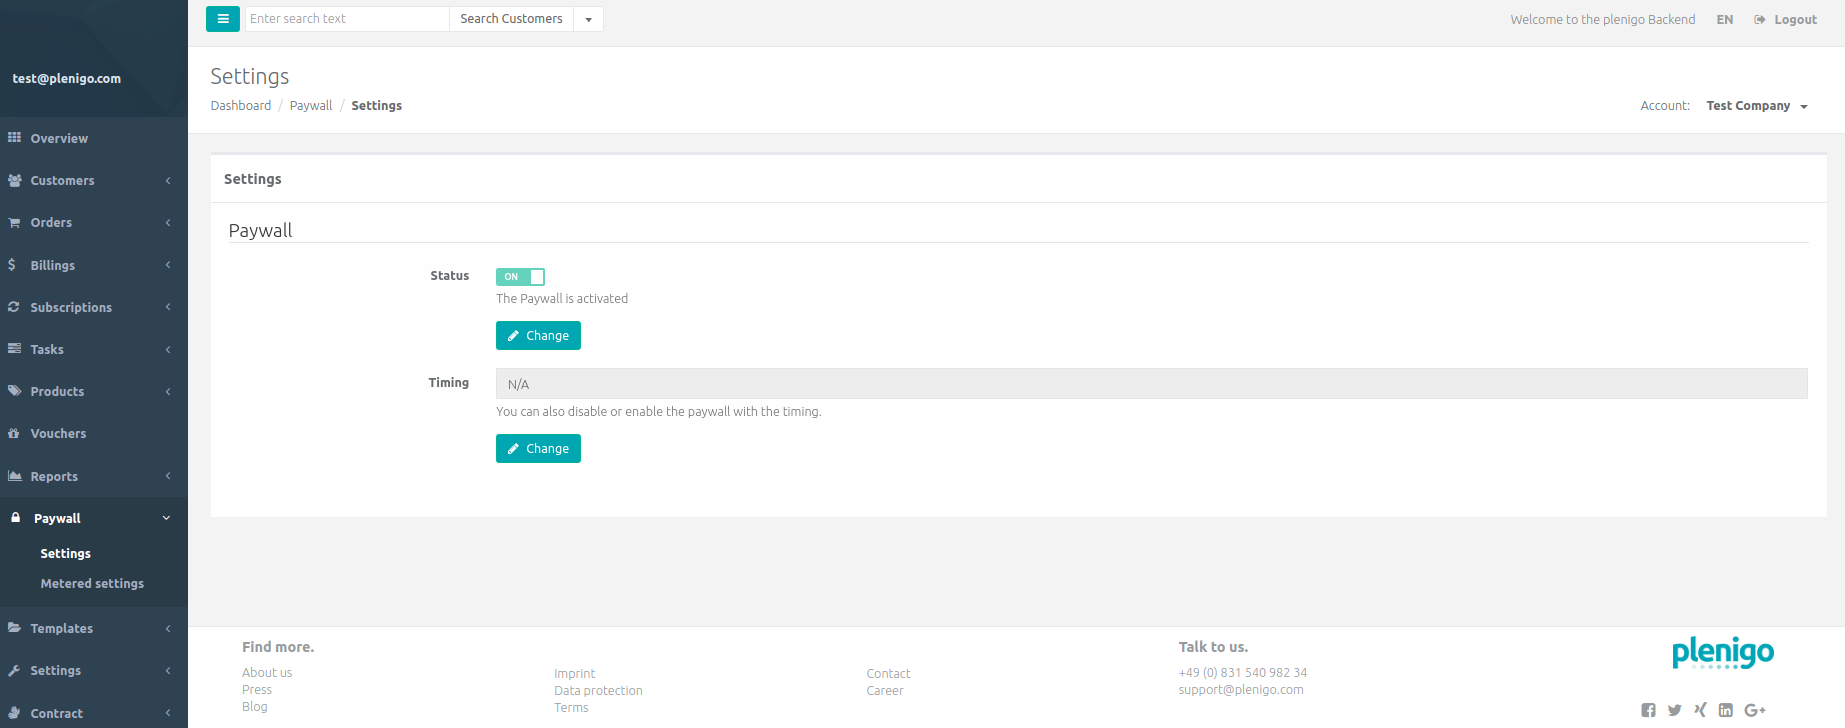 Enter search text
Search Customers
Welcome to the plenigo Backend
EN
Logout
test@plenigo.com
Overview
Customers
Orders
Billings
Subscriptions
Tasks
Products
Vouchers
Reports
Paywall
Settings
Metered settings
Templates
Settings
Contract
Settings
Dashboard / Paywall / Settings
Account: Test Company
Settings
Paywall
Status
ON
The Paywall is activated
Change
Timing
N/A
You can also disable or enable the paywall with the timing.
Change
Find more.
About us
Press
Blog
Imprint
Data protection
Terms
Contact
Career
Talk to us.
+49 (0) 831 540 982 34
support@plenigo.com
plenigo